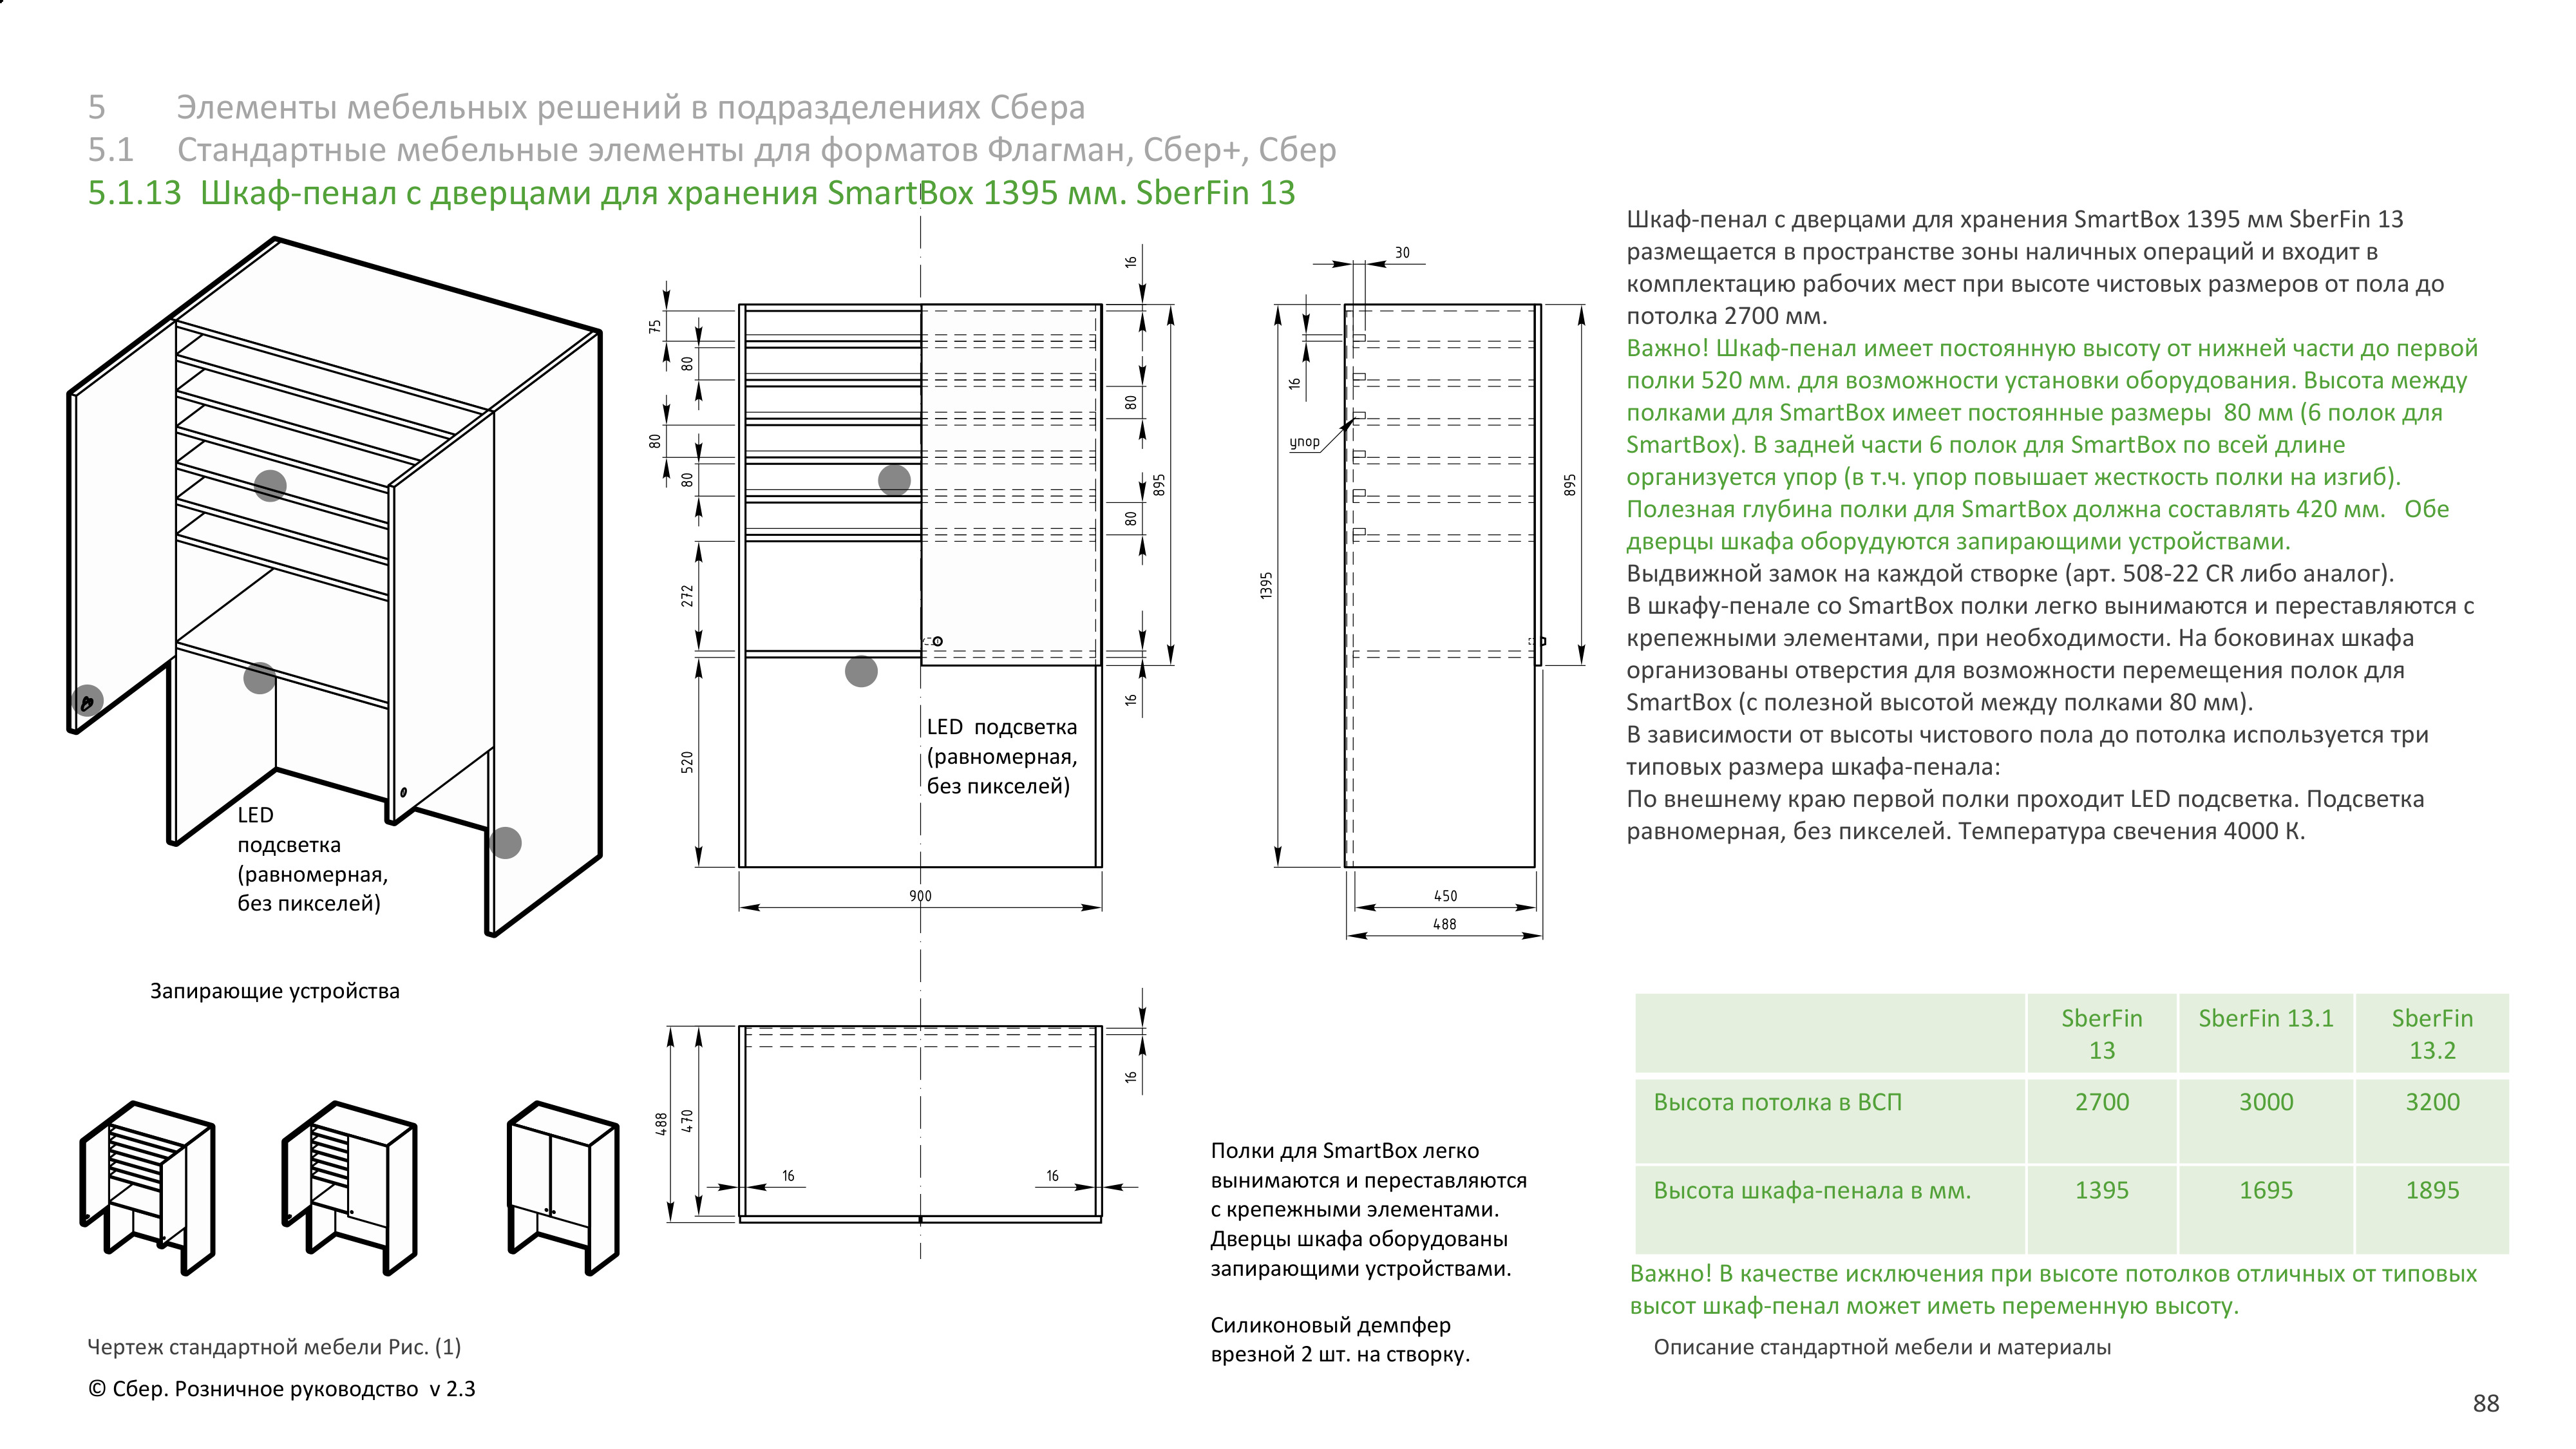 5 Элементы мебельных решений в подразделениях Сбера
5.1 Стандартные мебельные элементы для форматов Флагман, Сбер+, Сбер
5.1.13 Шкаф-пенал с дверцами для хранения SmartBox 1395 мм. SberFin 13
LED
подсветка
(равномерная,
без пикселей)
Запирающие устройства
16
75
80
80
80
80
80
895
272
16
520
LED подсветка
(равномерная,
без пикселей)
900
30
16
упор
1395
895
450
488
488
470
16
16
16
Полки для SmartBox легко
вынимаются и переставляются
с крепежными элементами.
Дверцы шкафа оборудованы
запирающими устройствами.
Силиконовый демпфер
врезной 2 шт. на створку.
Шкаф-пенал с дверцами для хранения SmartBox 1395 мм SberFin 13
размещается в пространстве зоны наличных операций и входит в
комплектацию рабочих мест при высоте чистовых размеров от пола до
потолка 2700 мм.
Важно! Шкаф-пенал имеет постоянную высоту от нижней части до первой
полки 520 мм. для возможности установки оборудования. Высота между
полками для SmartBox имеет постоянные размеры 80 мм (6 полок для
SmartBox). В задней части 6 полок для SmartBox по всей длине
организуется упор (в т.ч. упор повышает жесткость полки на изгиб).
Полезная глубина полки для SmartBox должна составлять 420 мм. Обе
дверцы шкафа оборудуются запирающими устройствами.
Выдвижной замок на каждой створке (арт. 508-22 CR либо аналог).
В шкафу-пенале со SmartBox полки легко вынимаются и переставляются с
крепежными элементами, при необходимости. На боковинах шкафа
организованы отверстия для возможности перемещения полок для
SmartBox (с полезной высотой между полками 80 мм).
В зависимости от высоты чистового пола до потолка используется три
типовых размера шкафа-пенала:
По внешнему краю первой полки проходит LED подсветка. Подсветка
равномерная, без пикселей. Температура свечения 4000 К.
SberFin 13 SberFin 13.1 SberFin 13.2
Высота потолка в ВСП 2700 3000 3200
Высота шкафа-пенала в мм. 1395 1695 1895
Важно! В качестве исключения при высоте потолков отличных от типовых
высот шкаф-пенал может иметь переменную высоту.
Чертеж стандартной мебели Рис. (1)
Описание стандартной мебели и материалы
© Сбер. Розничное руководство v 2.3
88